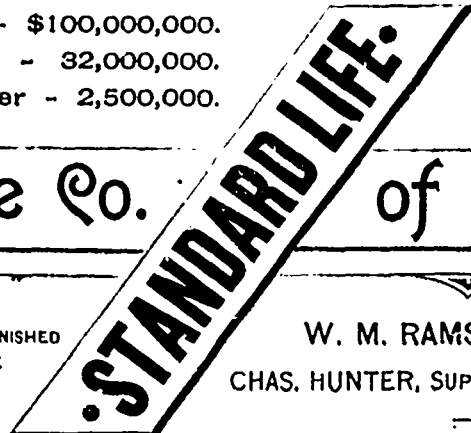 - $100,000,000.
- 32,000,000.
er - 2,500,000.
STANDARD LIFE.
e Co. of
NISHED
W. M. RAMS
CHAS. HUNTER, SUP